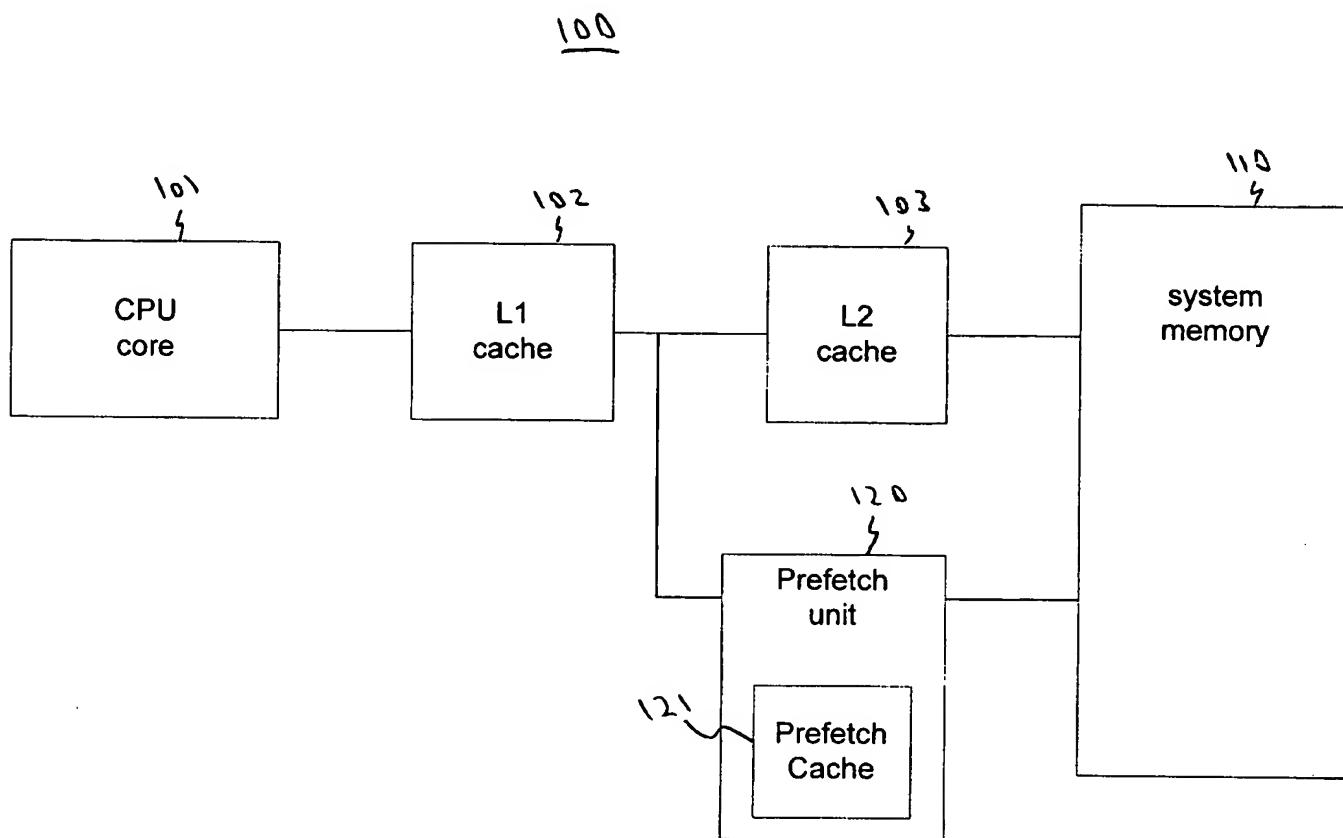 100
101
102
103
110
CPU
core
L1
cache
L2
cache
system
memory
120
Prefetch
unit
121
Prefetch
Cache